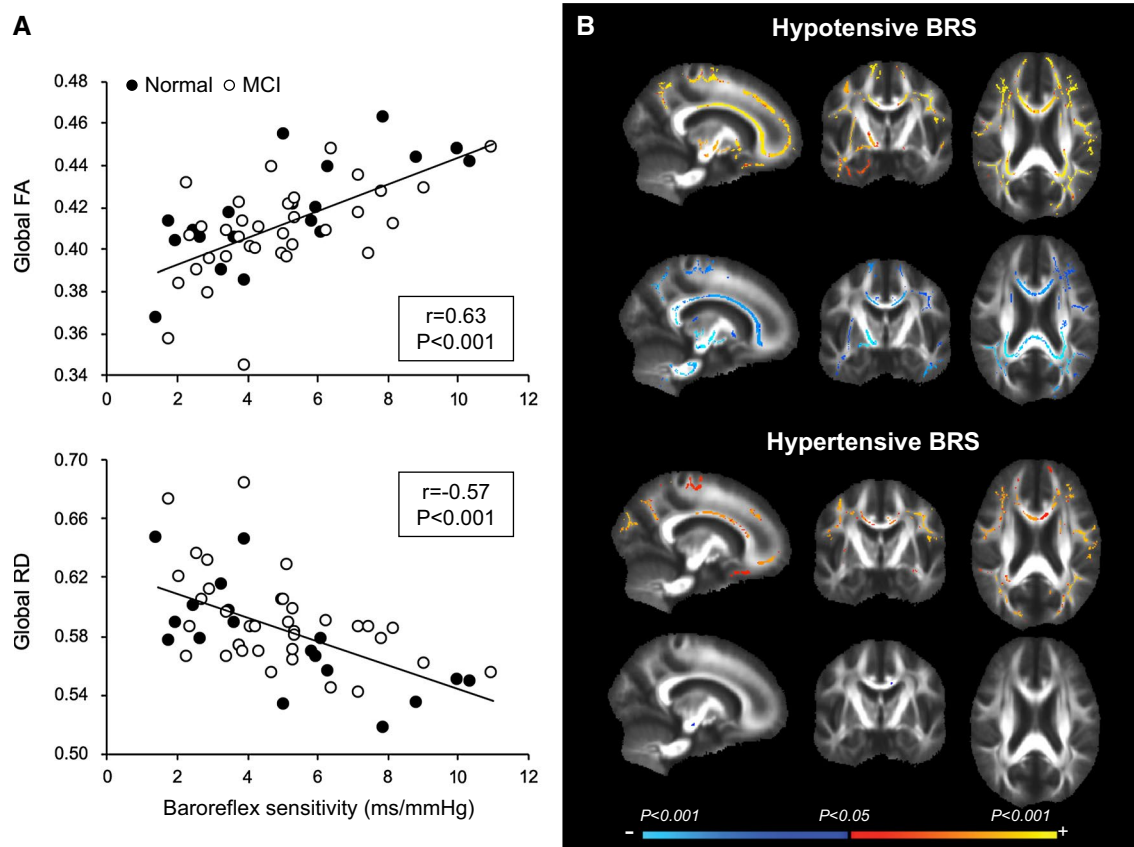 A
Normal MCI
Global FA
0.48
0.46
0.44
0.42
0.40
0.38
0.36
0.34
r=0.63
P<0.001
0 2 4 6 8 10 12
Global RD
0.70
0.66
0.62
0.58
0.54
0.50
r=-0.57
P<0.001
0 2 4 6 8 10 12
Baroreflex sensitivity (ms/mmHg)
B
Hypotensive BRS
Hypertensive BRS
P<0.001 P<0.05 P<0.001
- +